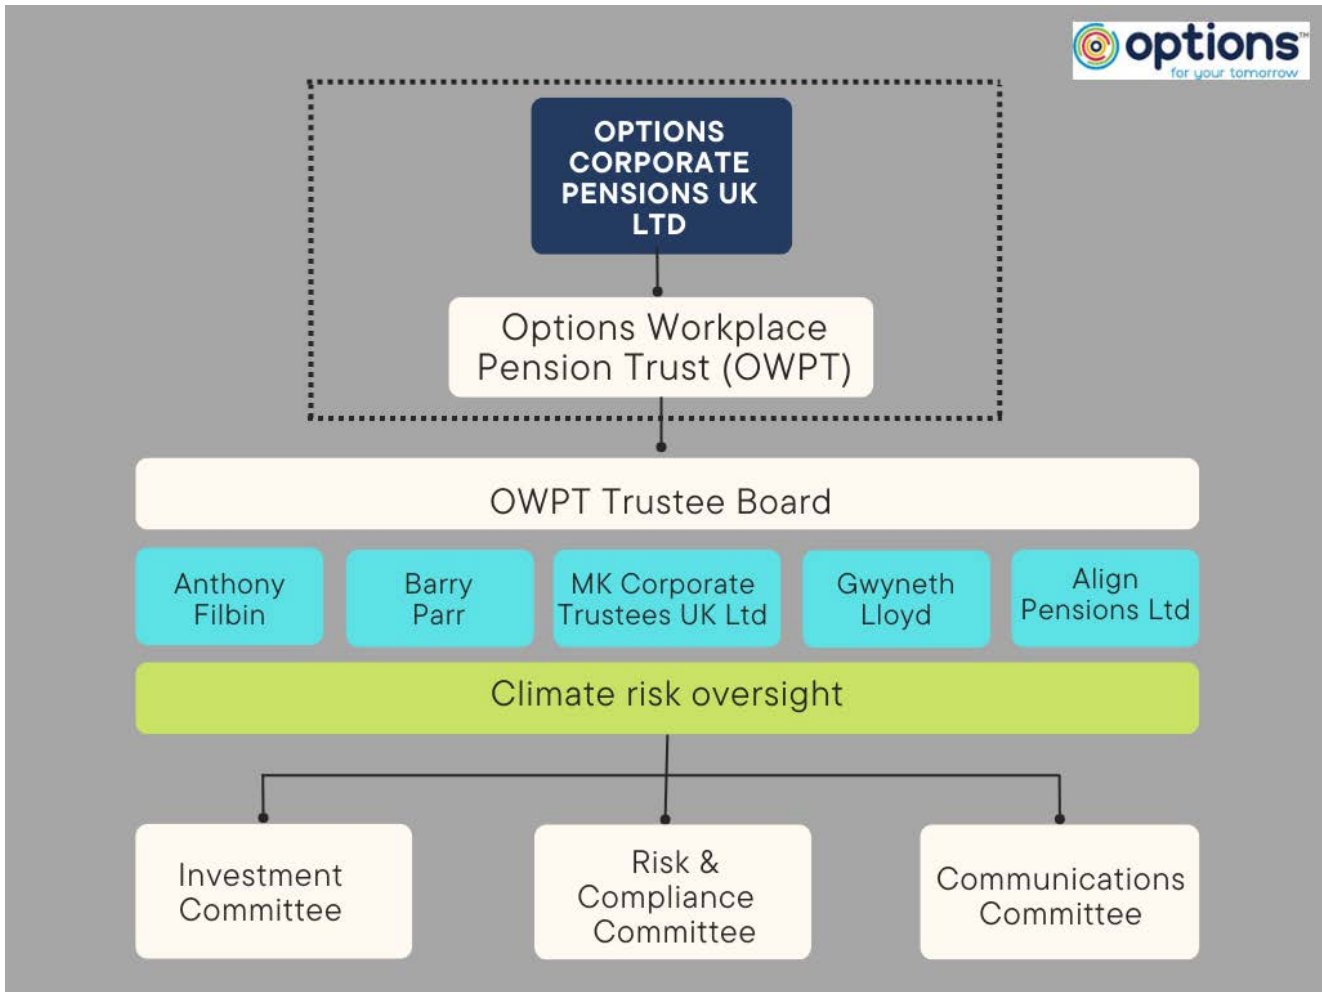 options™
for your tomorrow
OPTIONS
CORPORATE
PENSIONS UK
LTD
Options Workplace
Pension Trust (OWPT)
OWPT Trustee Board
Anthony
Filbin
Barry
Parr
MK Corporate
Trustees UK Ltd
Gwyneth
Lloyd
Align
Pensions Ltd
Climate risk oversight
Investment
Committee
Risk &
Compliance
Committee
Communications
Committee